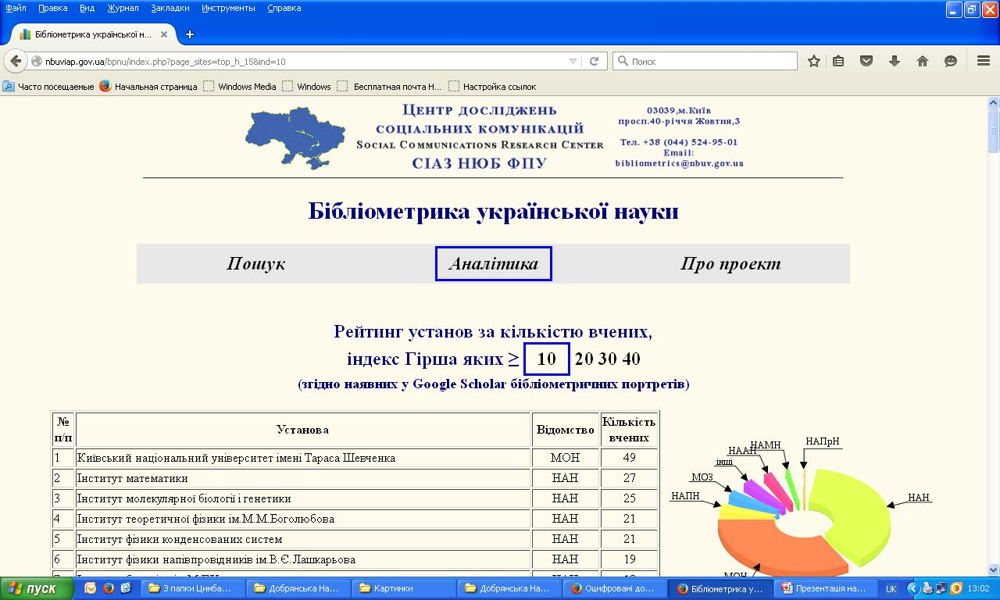 Файл Правка Вид Журнал Закладки Инструменты Справка
Бібліометрика української н...
nbuviap.gov.ua/bpnu/index.php?page_sites=top_h_15&ind=10
Поиск
Часто посещаемые Начальная страница Windows Media Windows Бесплатная почта H... Настройка ссылок
Центр досліджень
соціальних комунікацій
Social Communications Research Center
СІАЗ НЮБ ФПУ
03039,м.Київ
просп.40-річчя Жовтня,3
Тел. +38 (044) 524-95-01
Email:
bibliometrics@nbuv.gov.ua
Бібліометрика української науки
Пошук Аналітика Про проект
Рейтинг установ за кількістю вчених,
індекс Гірша яких ≥ 10 20 30 40
(згідно наявних у Google Scholar бібліометричних портретів)
№ п/п Установа Відомство Кількість вчених
1 Київський національний університет імені Тараса Шевченка МОН 49
2 Інститут математики НАН 27
3 Інститут молекулярної біології і генетики НАН 25
4 Інститут теоретичної фізики ім.М.М.Боголюбова НАН 21
5 Інститут фізики конденсованих систем НАН 21
6 Інститут фізики напівпровідників ім.В.Є.Лашкарьова НАН 19
НАПрН
НАМН
НААН
інші
МОЗ
НАПН
НАН
МОН
пуск
З папки Цимба...
Добрянська На...
Картинки
Добрянська На...
Оцифровані до...
Бібліометрика у...
Презентація на...
UK
13:02